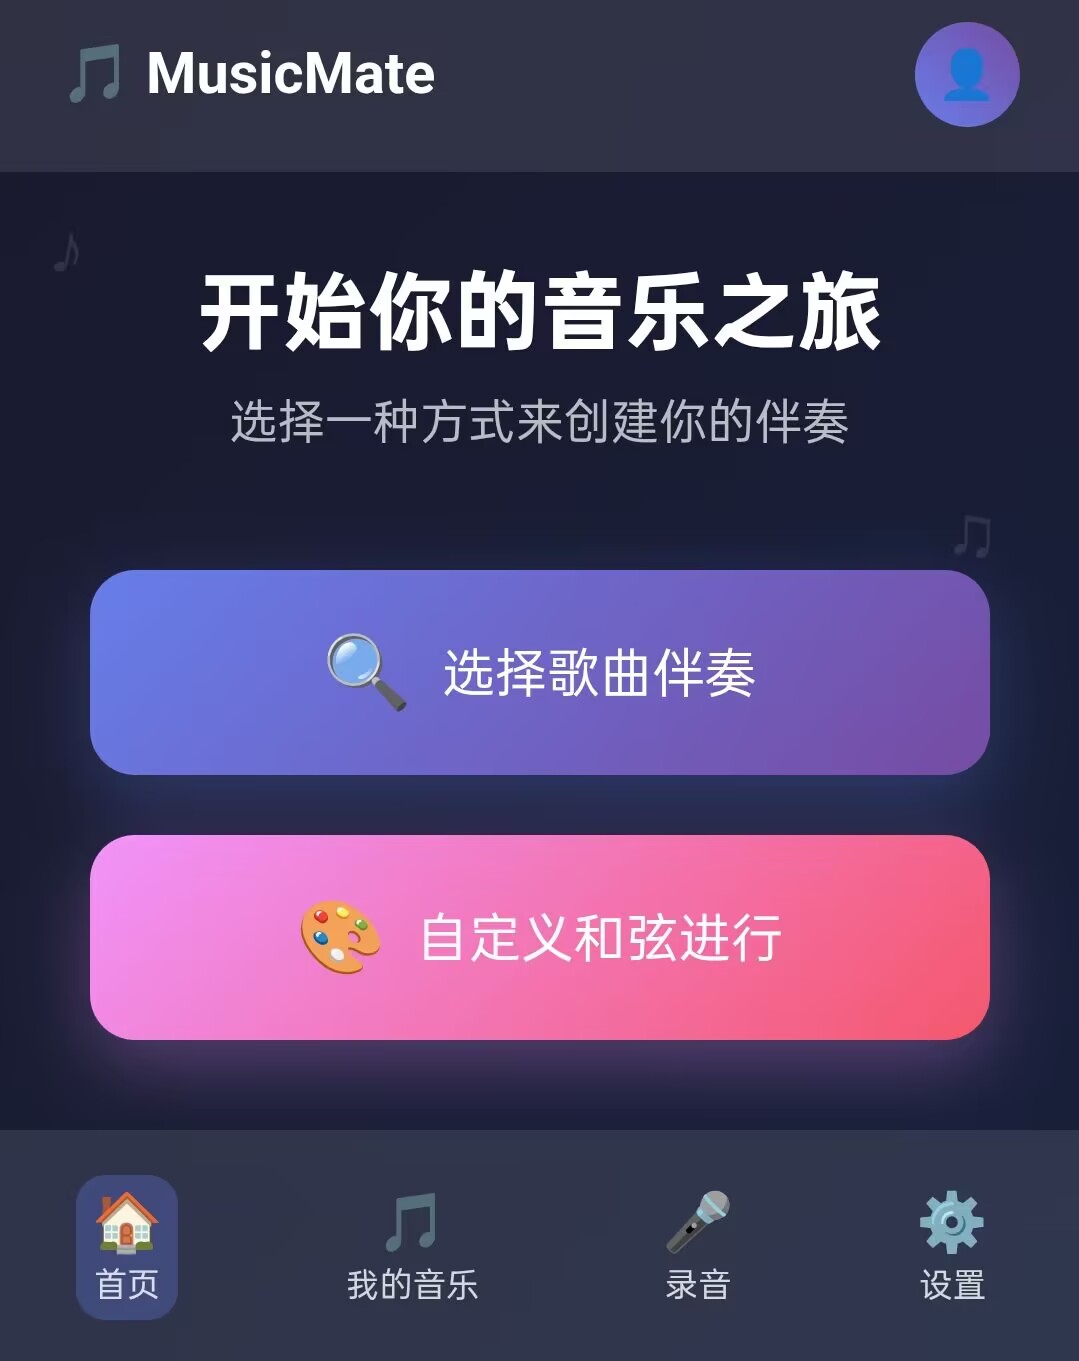 MusicMate
开始你的音乐之旅
选择一种方式来创建你的伴奏
选择歌曲伴奏
自定义和弦进行
首页
我的音乐
录音
设置